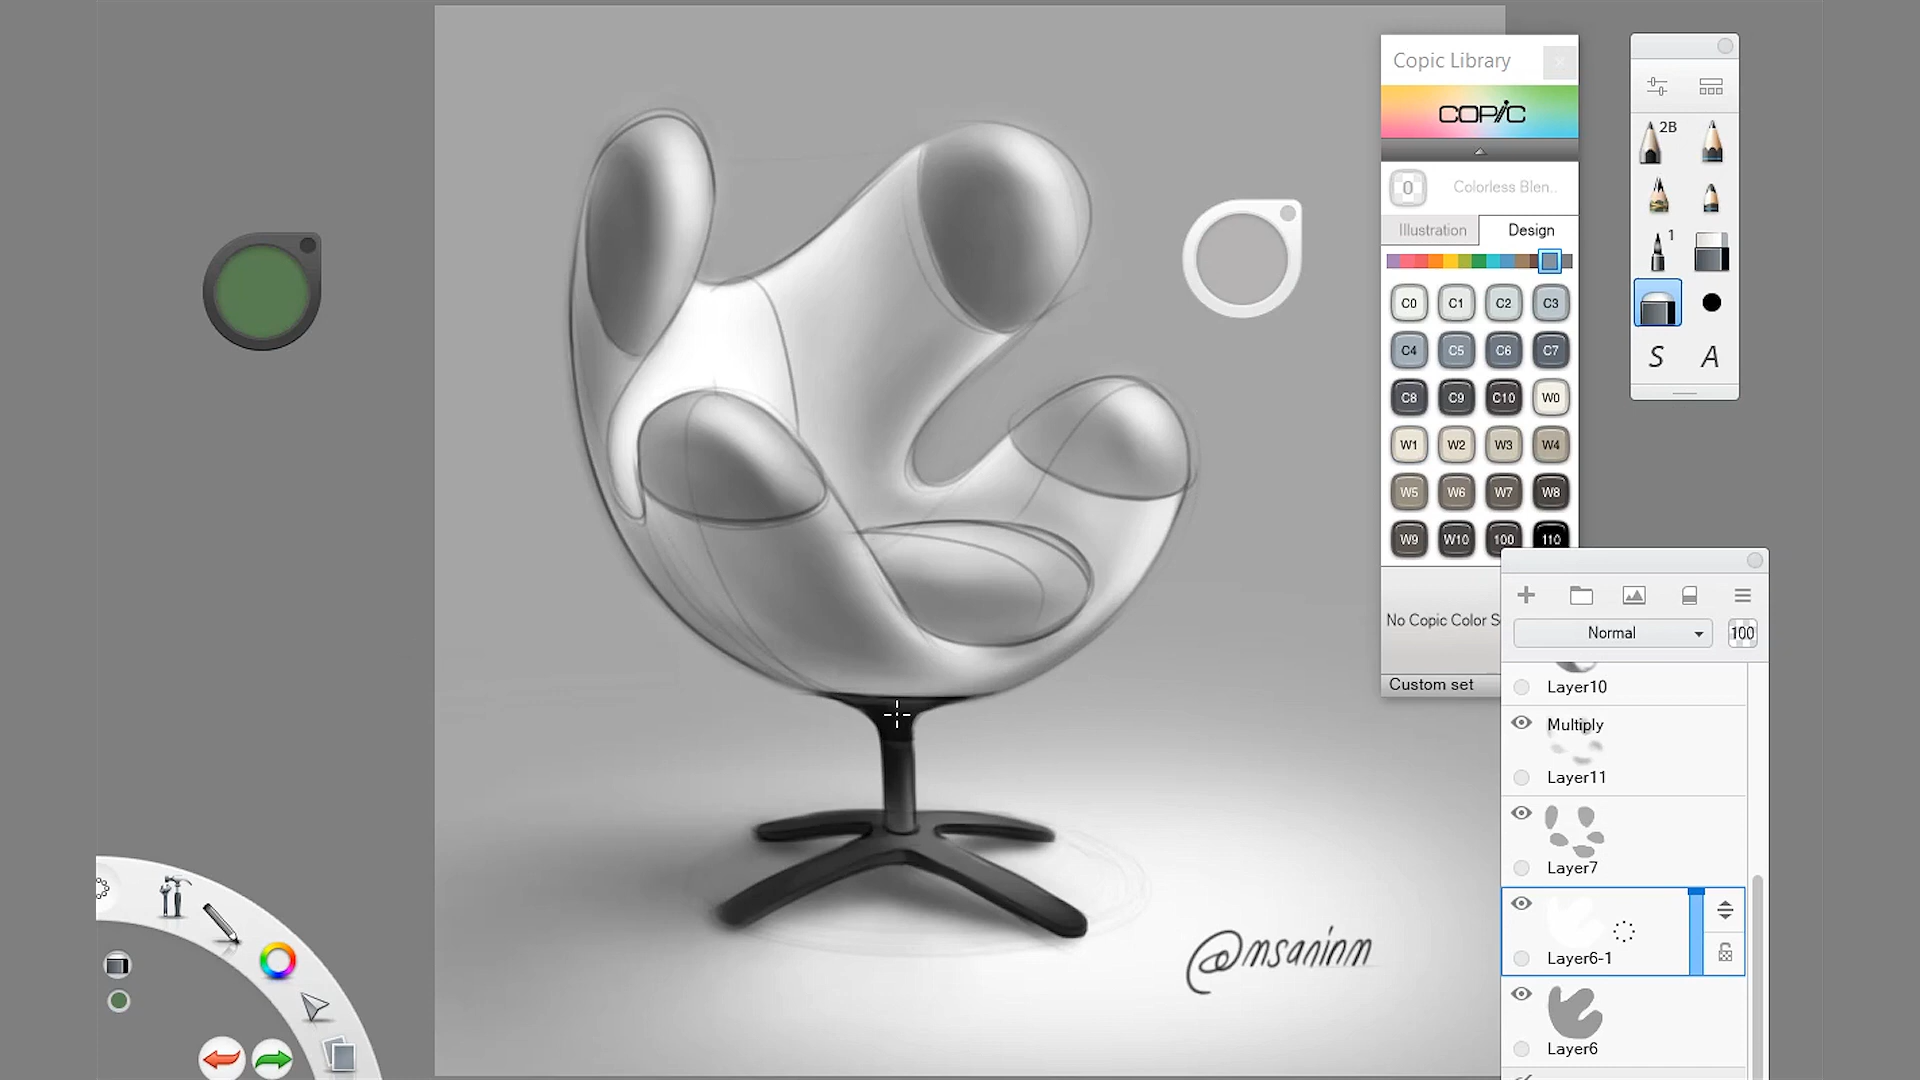 Copic Library
COPIC
0 Colorless Blen..
Illustration Design
C0 C1 C2 C3
C4 C5 C6 C7
C8 C9 C10 W0
W1 W2 W3 W4
W5 W6 W7 W8
W9 W10 100 110
No Copic Color S
Custom set
2B
1
S A
Normal 100
Layer10
Multiply
Layer11
Layer7
Layer6-1
Layer6
@msaninm